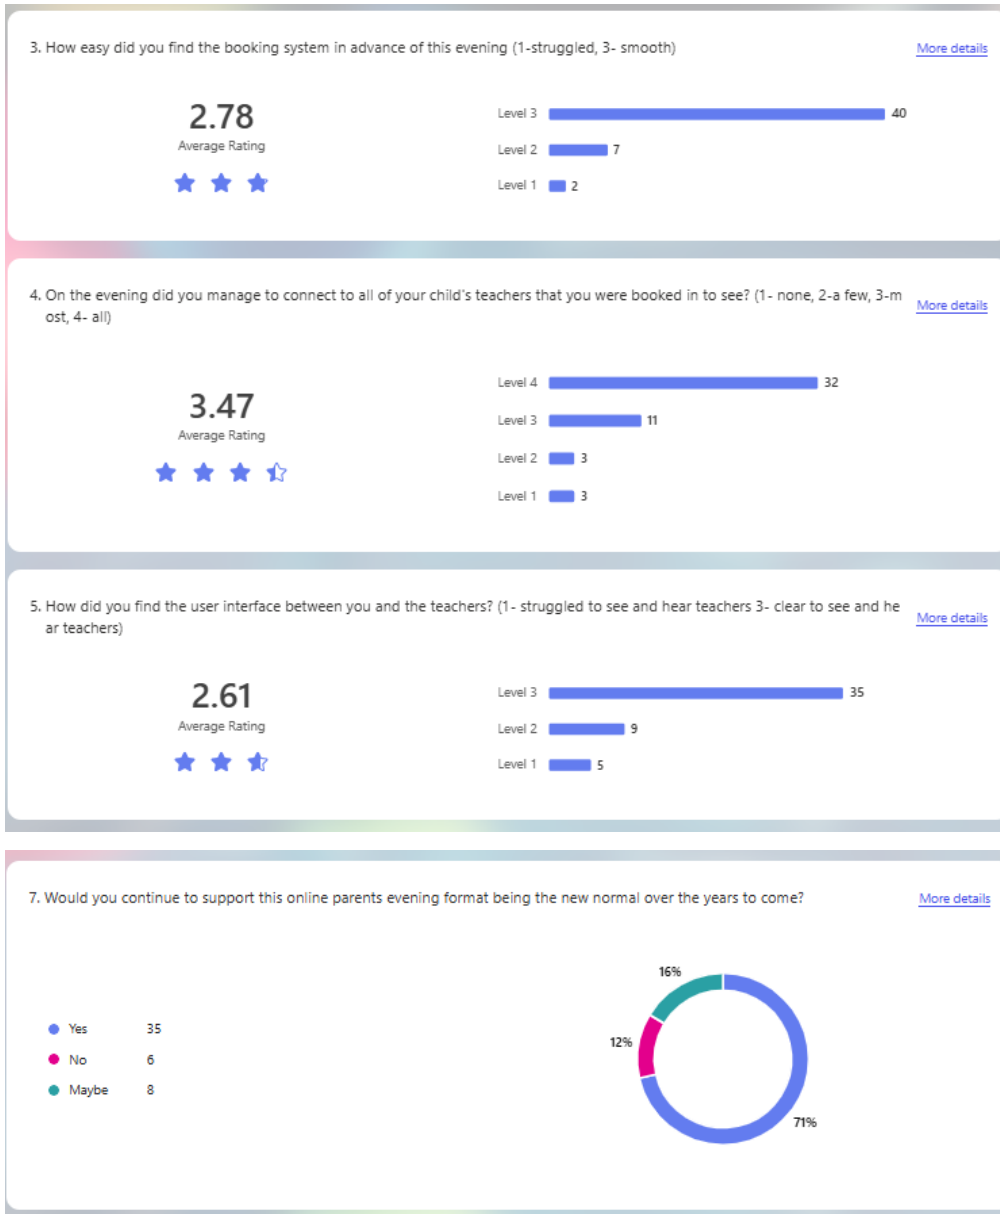 3. How easy did you find the booking system in advance of this evening (1-struggled, 3- smooth)
More details
2.78
Average Rating
Level 3 40
Level 2 7
Level 1 2
4. On the evening did you manage to connect to all of your child's teachers that you were booked in to see? (1- none, 2-a few, 3-m
ost, 4- all)
More details
3.47
Average Rating
Level 4 32
Level 3 11
Level 2 3
Level 1 3
5. How did you find the user interface between you and the teachers? (1- struggled to see and hear teachers 3- clear to see and he
ar teachers)
More details
2.61
Average Rating
Level 3 35
Level 2 9
Level 1 5
7. Would you continue to support this online parents evening format being the new normal over the years to come?
More details
Yes 35
No 6
Maybe 8
16%
12%
71%